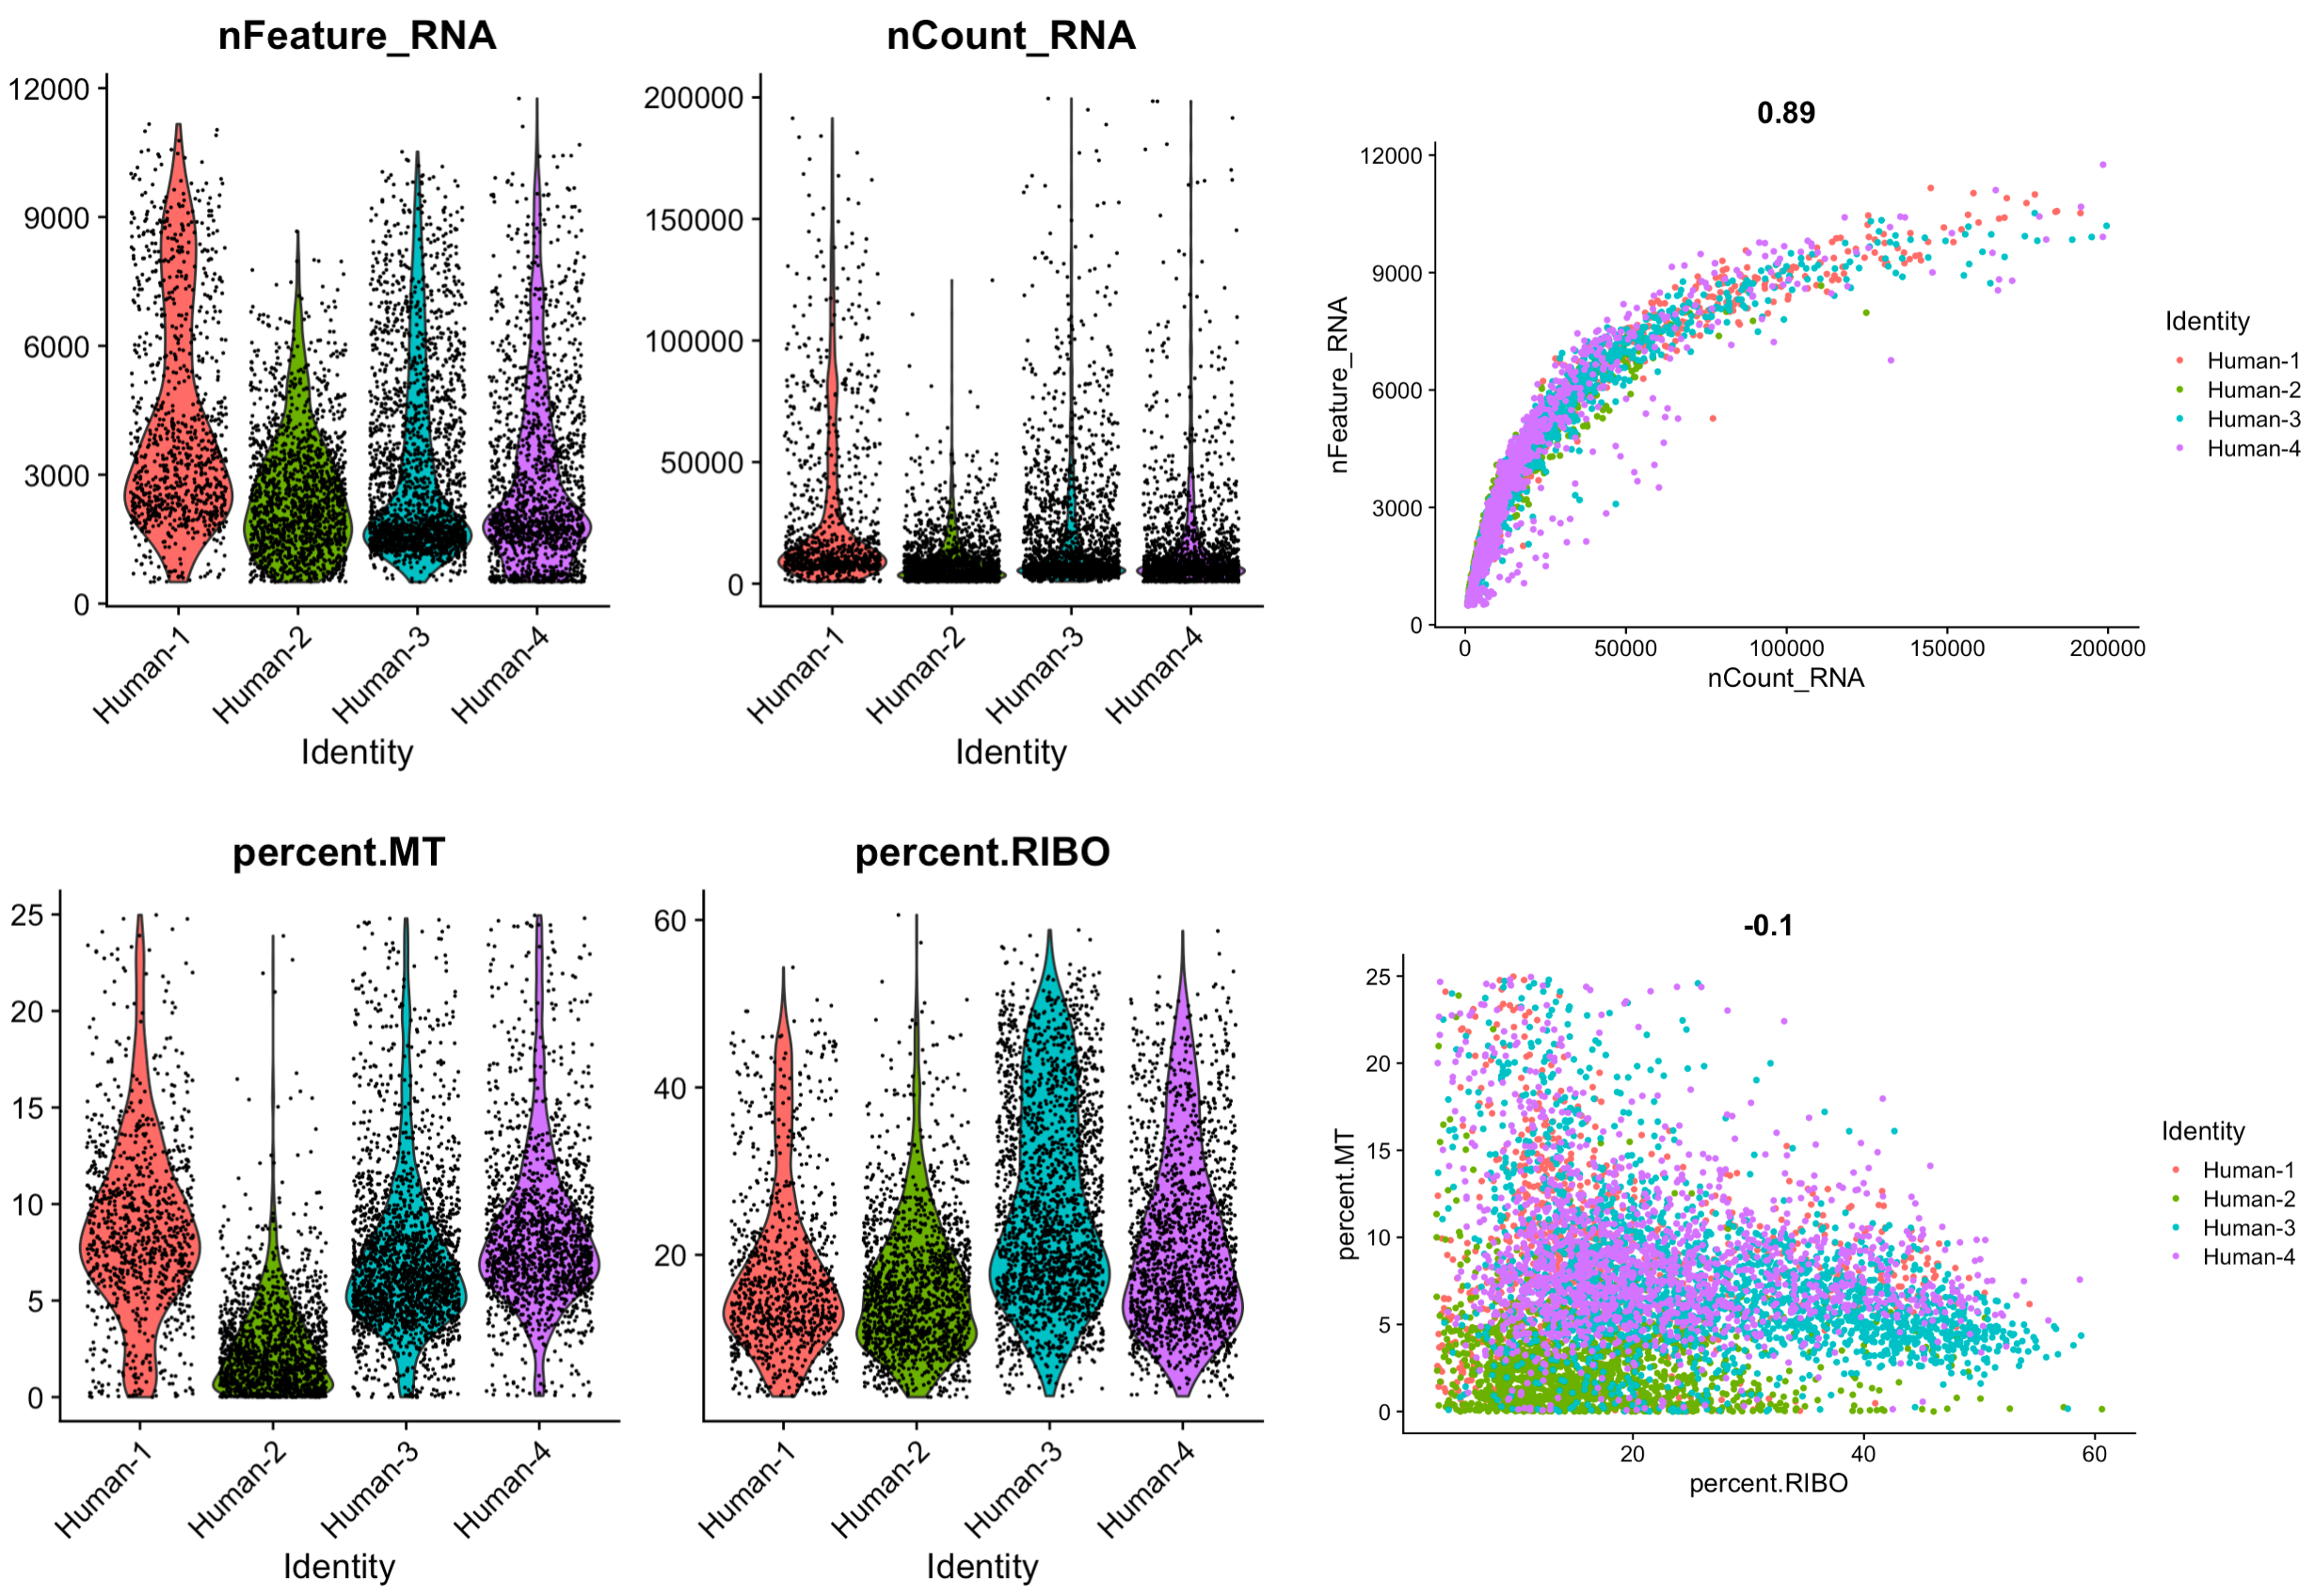 nFeature_RNA
12000
9000
6000
3000
0
Human-1
Human-2
Human-3
Human-4
Identity
nCount_RNA
200000
150000
100000
50000
0
Human-1
Human-2
Human-3
Human-4
Identity
0.89
nFeature_RNA
12000
9000
6000
3000
0
0
50000
100000
150000
200000
nCount_RNA
Identity
Human-1
Human-2
Human-3
Human-4
percent.MT
25
20
15
10
5
0
Human-1
Human-2
Human-3
Human-4
Identity
percent.RIBO
60
40
20
Human-1
Human-2
Human-3
Human-4
Identity
-0.1
percent.MT
25
20
15
10
5
0
20
40
60
percent.RIBO
Identity
Human-1
Human-2
Human-3
Human-4